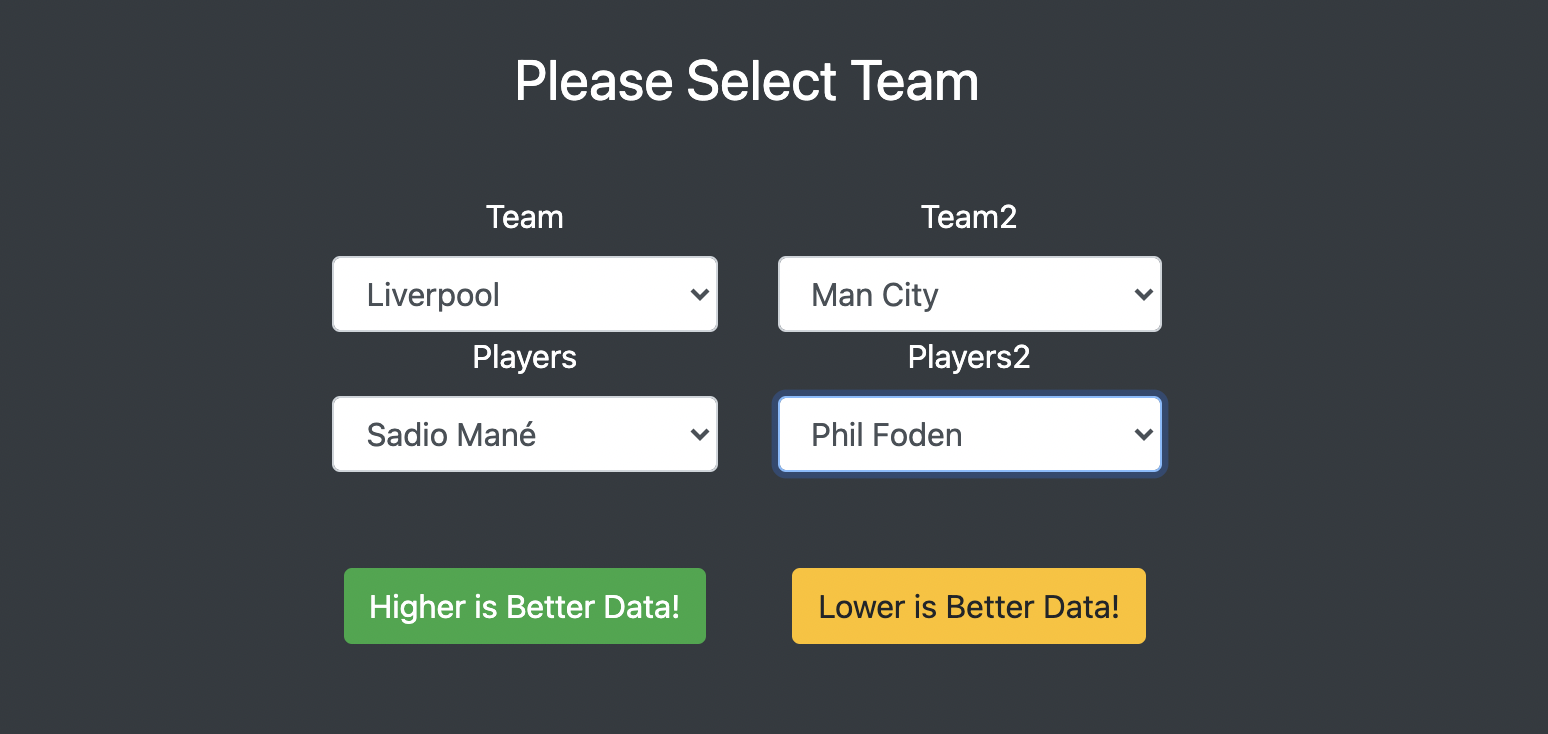 Please Select Team
Team
Team2
Liverpool
Man City
Players
Players2
Sadio Mané
Phil Foden
Higher is Better Data!
Lower is Better Data!